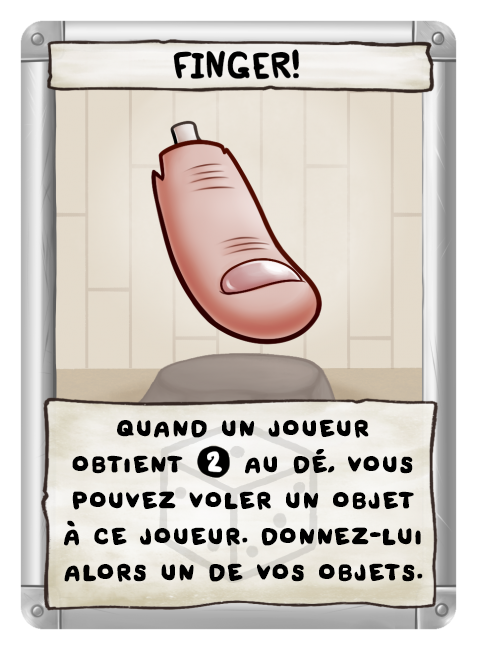 FINGER!
QUAND UN JOUEUR
OBTIENT 2 AU DÉ, VOUS
POUVEZ VOLER UN OBJET
À CE JOUEUR. DONNEZ-LUI
ALORS UN DE VOS OBJETS.